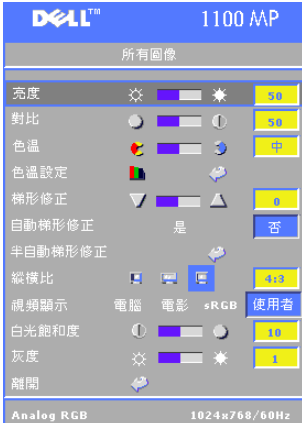 DELL™ 1100 MP
所有圖像
亮度 50
對比 50
色溫 中
色溫設定
梯形修正 0
自動梯形修正 是 否
半自動梯形修正
縱橫比 4:3
視頻顯示 電腦 電影 sRGB 使用者
白光飽和度 10
灰度 1
離開
Analog RGB 1024x768/60Hz